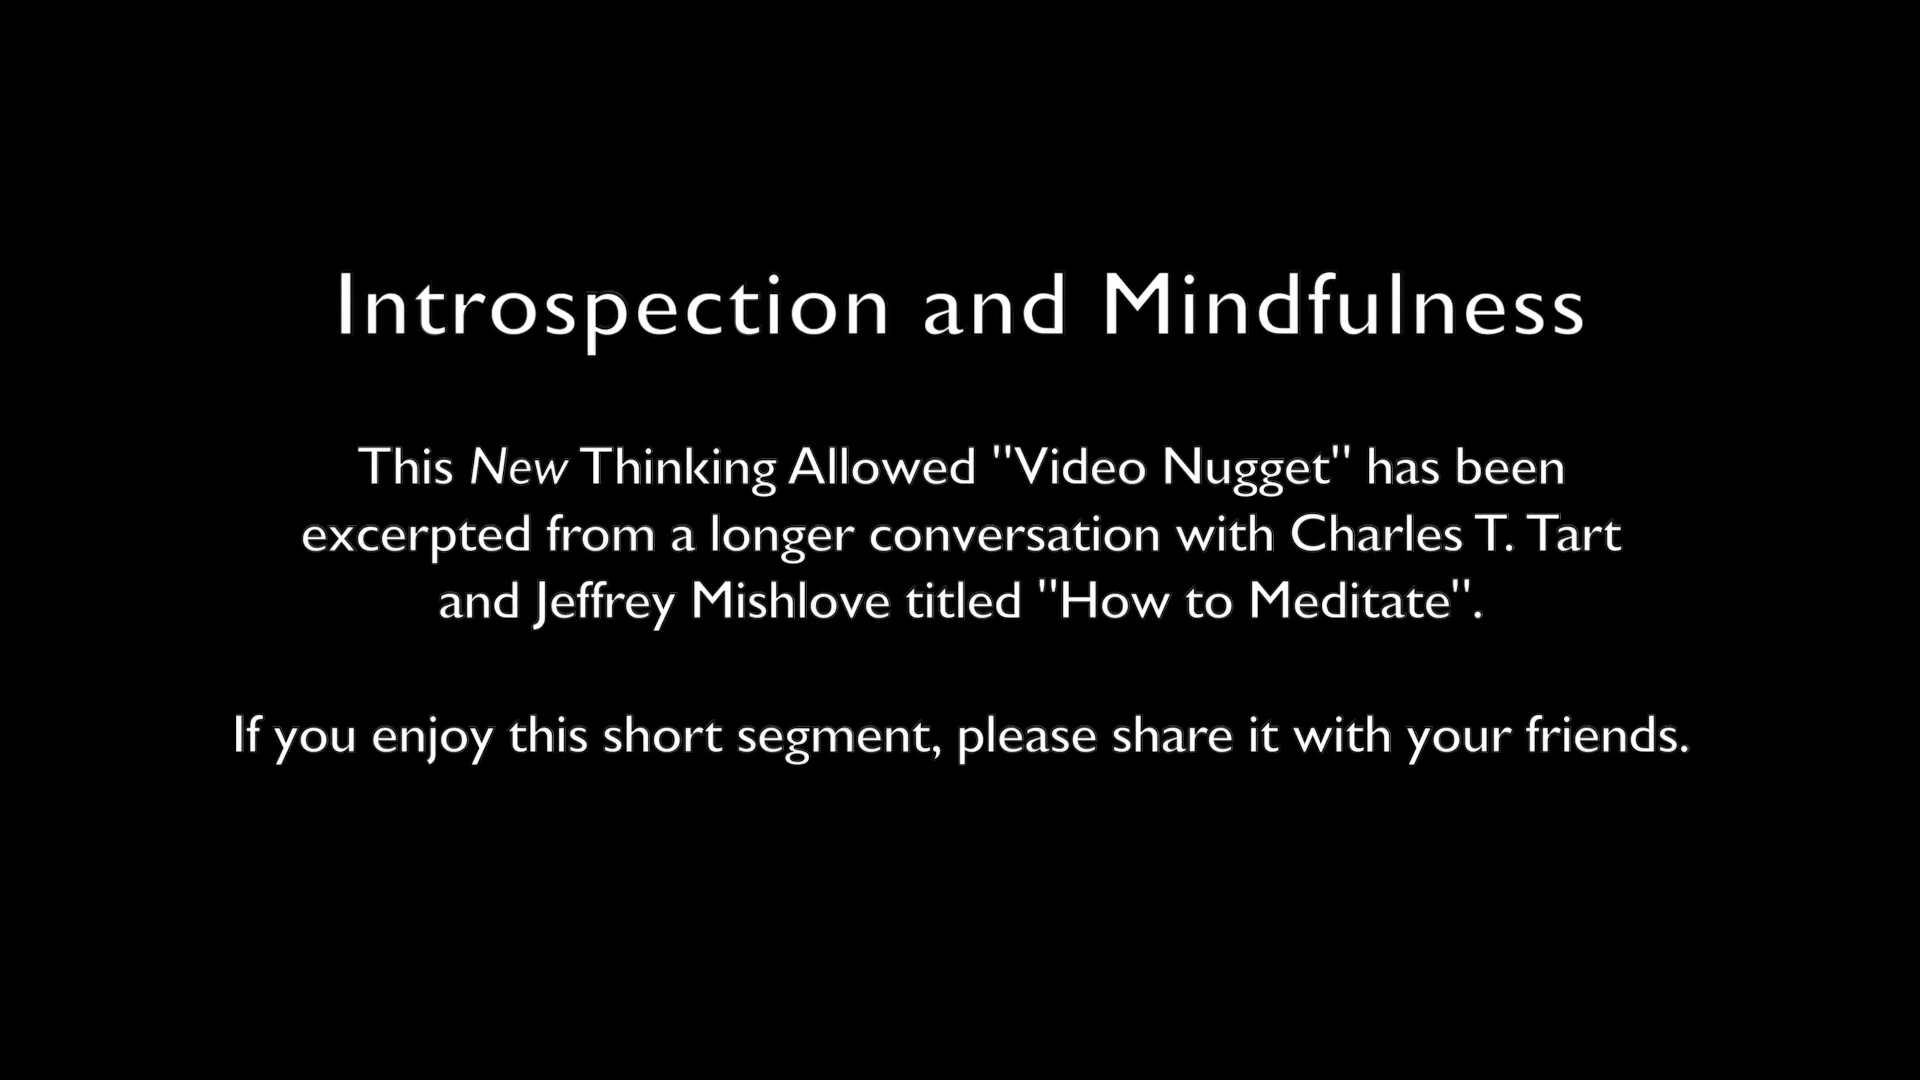 Introspection and Mindfulness
This New Thinking Allowed "Video Nugget" has been
excerpted from a longer conversation with Charles T. Tart
and Jeffrey Mishlove titled "How to Meditate".
If you enjoy this short segment, please share it with your friends.